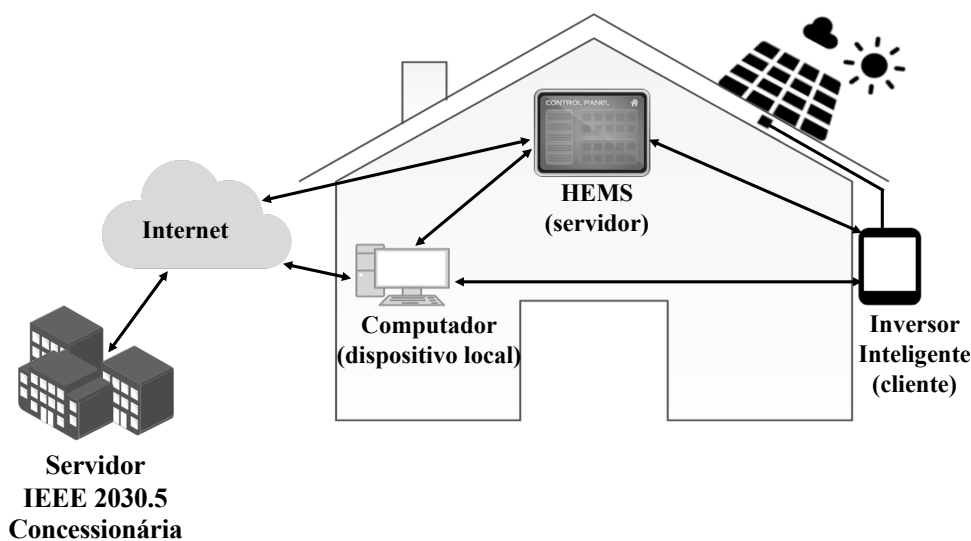 CONTROL PANEL
HEMS
(servidor)
Internet
Computador
(dispositivo local)
Inversor
Inteligente
(cliente)
Servidor
IEEE 2030.5
Concessionária